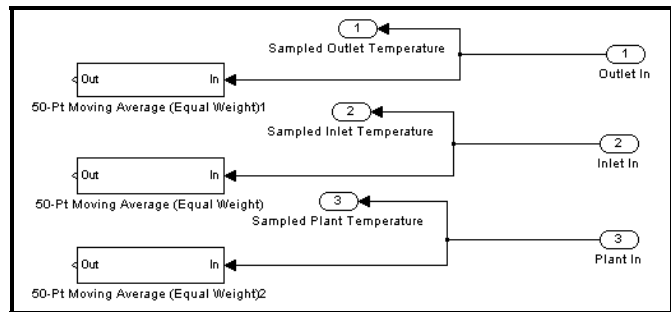 1
Sampled Outlet Temperature
1
Outlet In
Out
In
50-Pt Moving Average (Equal Weight)1
2
Sampled Inlet Temperature
2
Inlet In
Out
In
50-Pt Moving Average (Equal Weight)
3
Sampled Plant Temperature
3
Plant In
Out
In
50-Pt Moving Average (Equal Weight)2